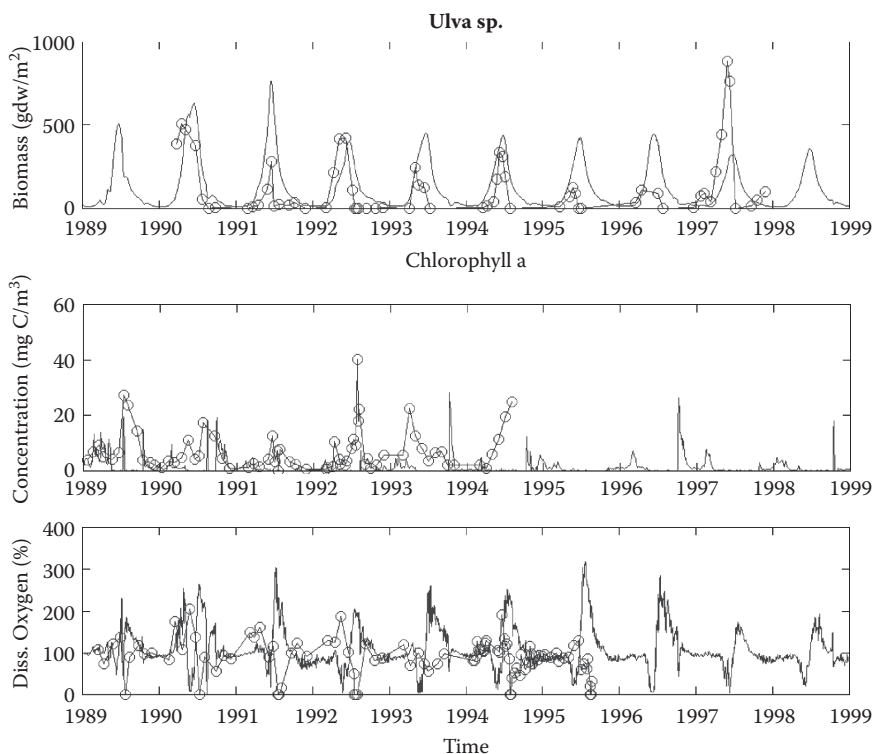 Ulva sp.
Biomass (gdw/m²)
1000
500
0
1989 1990 1991 1992 1993 1994 1995 1996 1997 1998 1999
Chlorophyll a
Concentration (mg C/m³)
60
40
20
0
1989 1990 1991 1992 1993 1994 1995 1996 1997 1998 1999
Diss. Oxygen (%)
400
300
200
100
0
1989 1990 1991 1992 1993 1994 1995 1996 1997 1998 1999
Time